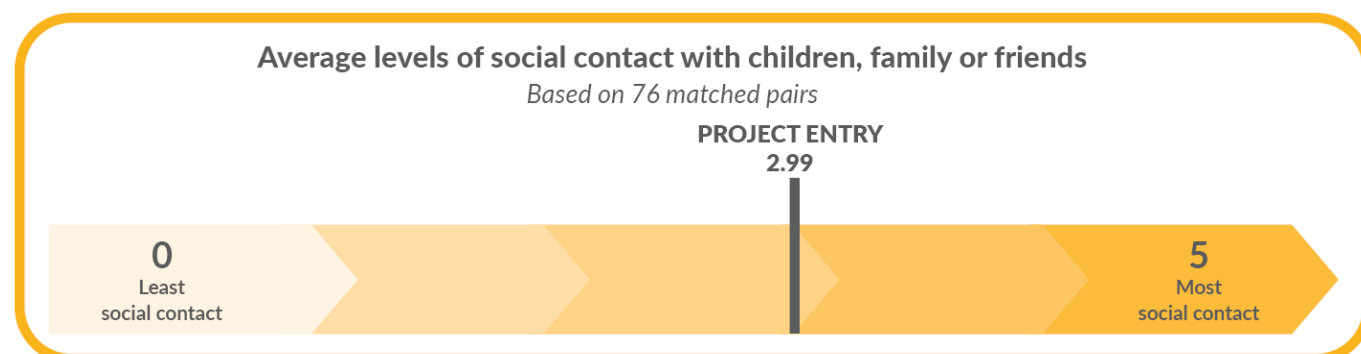 Average levels of social contact with children, family or friends
Based on 76 matched pairs
PROJECT ENTRY
2.99
0
Least
social contact
5
Most
social contact